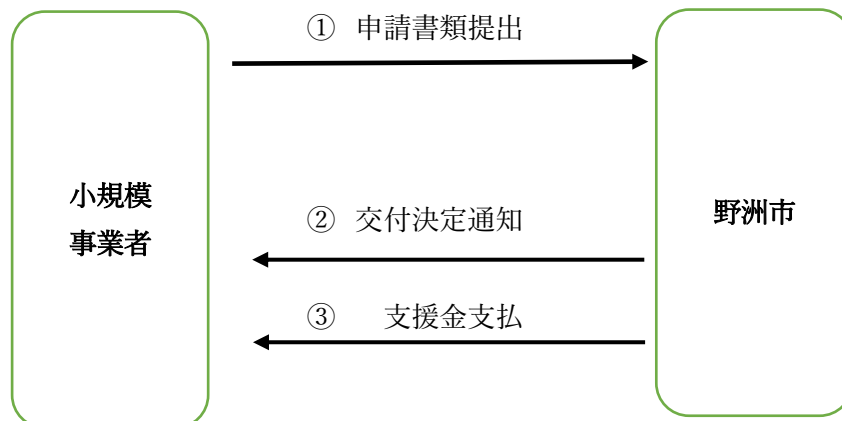 ① 申請書類提出
小規模
事業者
野洲市
② 交付決定通知
③ 支援金支払